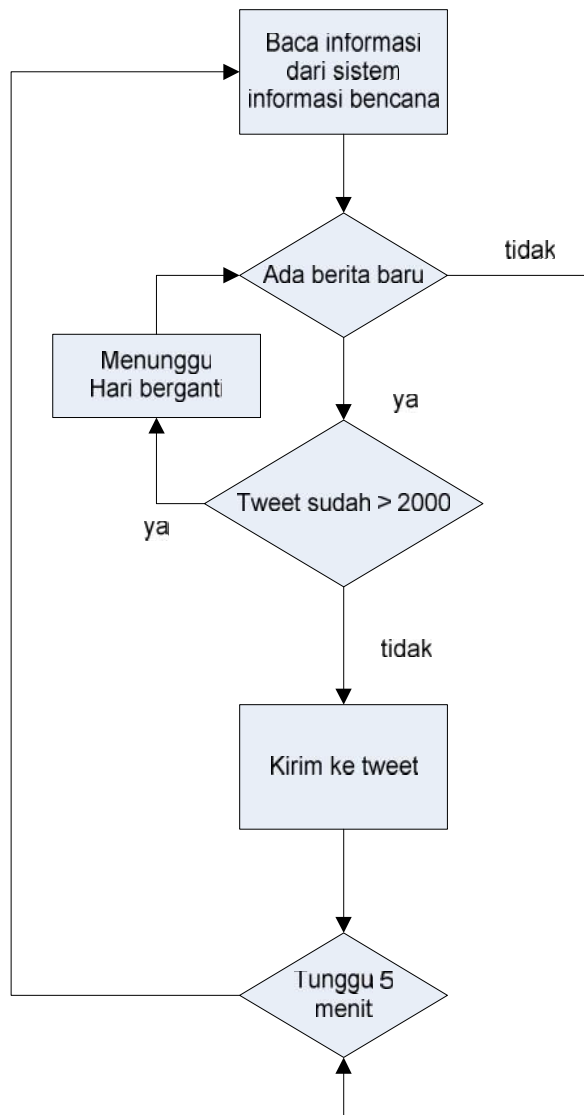 Baca informasi
dari sistem
informasi bencana
Ada berita baru
tidak
Menunggu
Hari berganti
ya
Tweet sudah > 2000
ya
tidak
Kirim ke tweet
Tunggu 5
menit